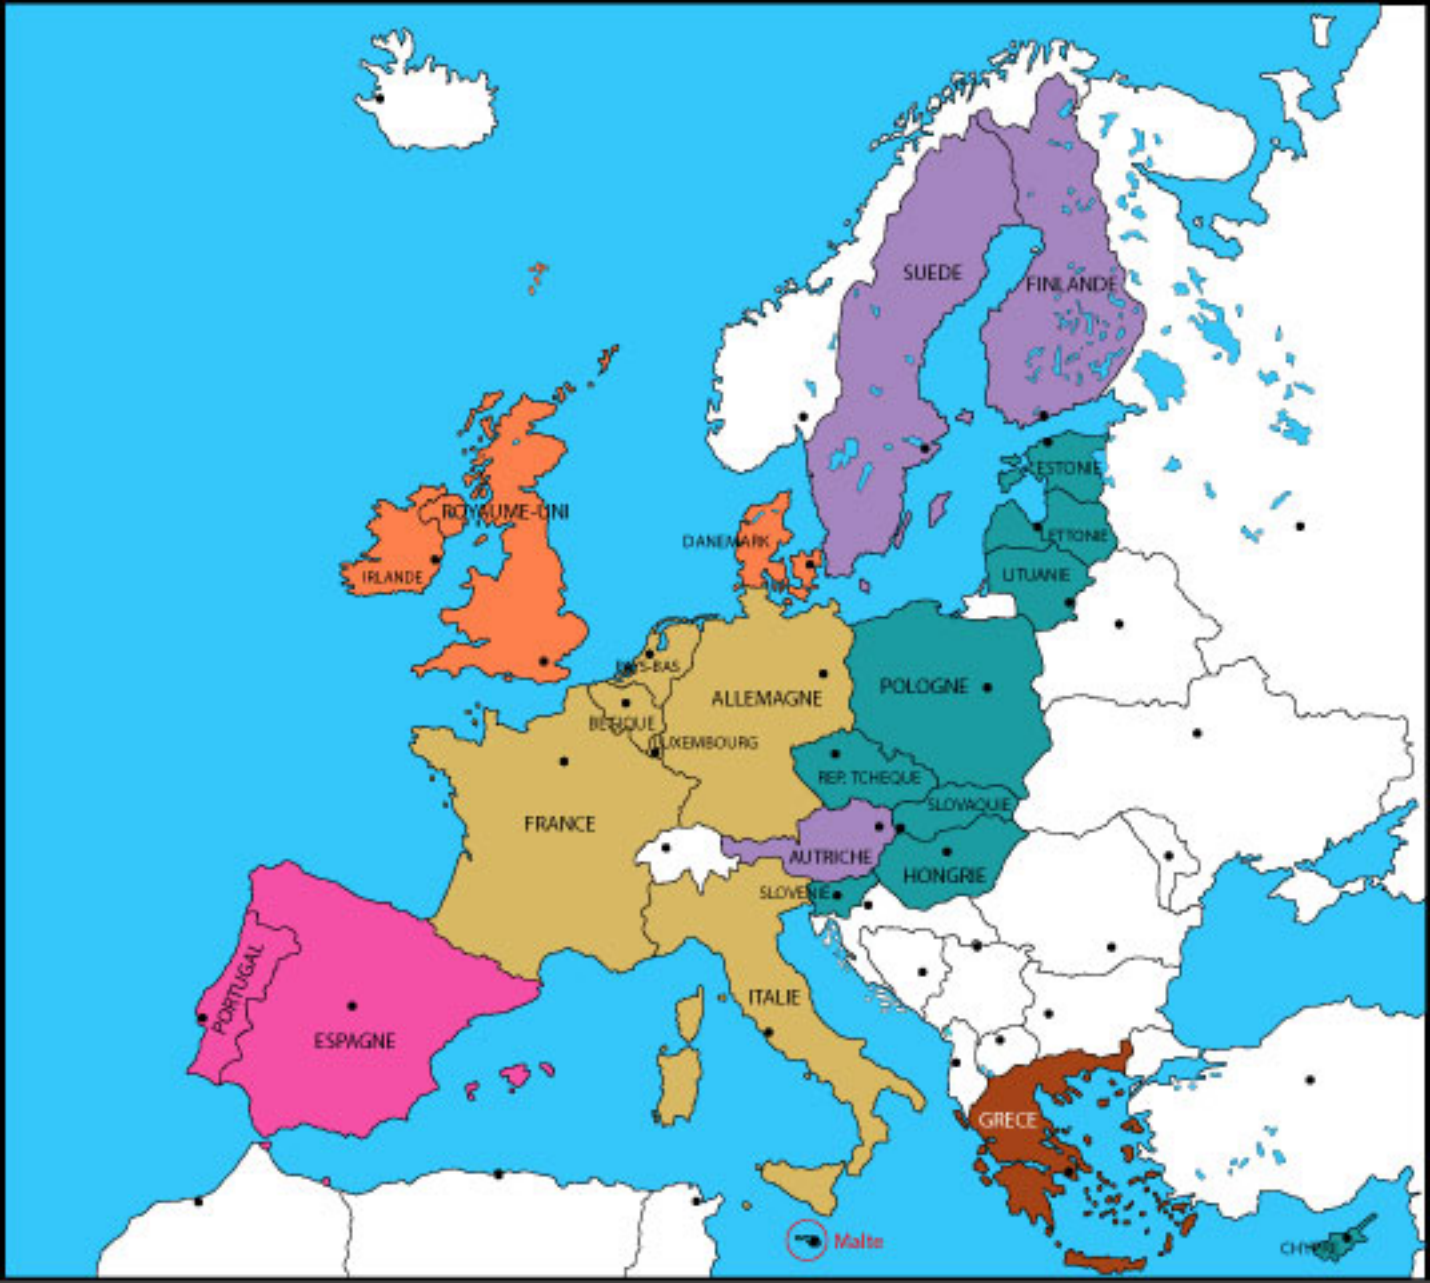 SUEDE
FINLANDE
ESTONIE
ROYAUME-UNI
LETTONIE
DANEMARK
IRLANDE
LITUANIE
PAYS-BAS
POLOGNE
ALLEMAGNE
BELGIQUE
LUXEMBOURG
REP. TCHEQUE
SLOVAQUIE
FRANCE
AUTRICHE
HONGRIE
SLOVENIE
PORTUGAL
ITALIE
ESPAGNE
GRECE
Malte
CHYPRE